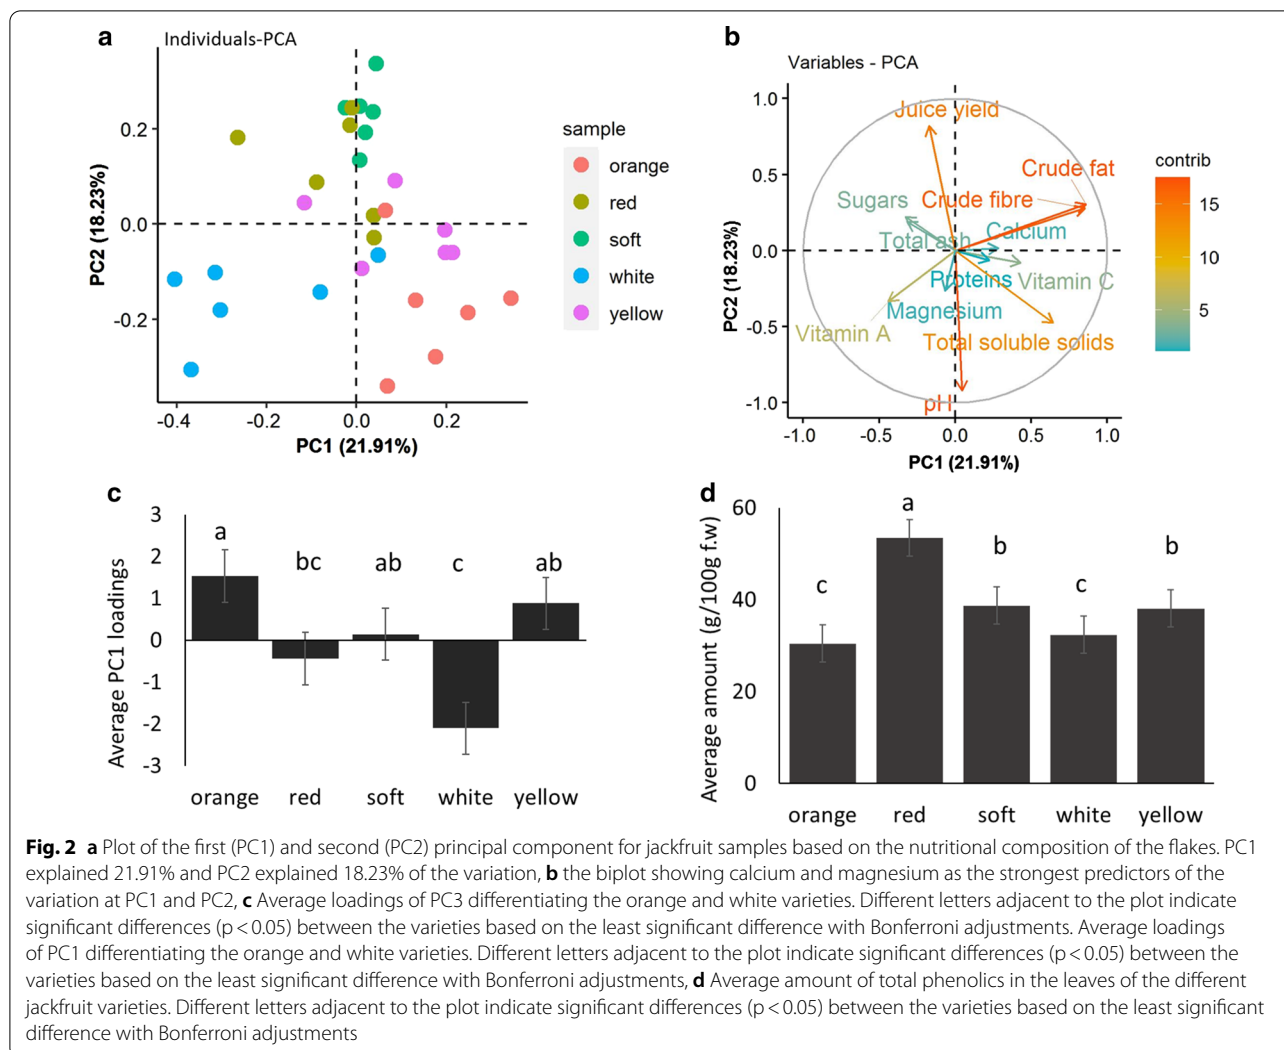 a
Individuals-PCA
PC2 (18.23%)
0.2
0.0
-0.2
-0.4
-0.2
0.0
0.2
PC1 (21.91%)
sample
orange
red
soft
white
yellow
b
Variables - PCA
PC2 (18.23%)
1.0
0.5
0.0
-0.5
-1.0
Juice yield
Crude fat
Crude fibre
Sugars
Calcium
Total ash
Proteins
Vitamin C
Magnesium
Vitamin A
Total soluble solids
pH
-1.0
-0.5
0.0
0.5
1.0
PC1 (21.91%)
contrib
15
10
5
c
Average PC1 loadings
3
2
1
0
-1
-2
-3
a
bc
ab
c
ab
orange
red
soft
white
yellow
d
Average amount (g/100g f.w)
60
40
20
0
c
a
b
c
b
orange
red
soft
white
yellow
Fig. 2 a Plot of the first (PC1) and second (PC2) principal component for jackfruit samples based on the nutritional composition of the flakes. PC1
explained 21.91% and PC2 explained 18.23% of the variation, b the biplot showing calcium and magnesium as the strongest predictors of the
variation at PC1 and PC2, c Average loadings of PC3 differentiating the orange and white varieties. Different letters adjacent to the plot indicate
significant differences (p < 0.05) between the varieties based on the least significant difference with Bonferroni adjustments. Average loadings
of PC1 differentiating the orange and white varieties. Different letters adjacent to the plot indicate significant differences (p < 0.05) between the
varieties based on the least significant difference with Bonferroni adjustments, d Average amount of total phenolics in the leaves of the different
jackfruit varieties. Different letters adjacent to the plot indicate significant differences (p < 0.05) between the varieties based on the least significant
difference with Bonferroni adjustments